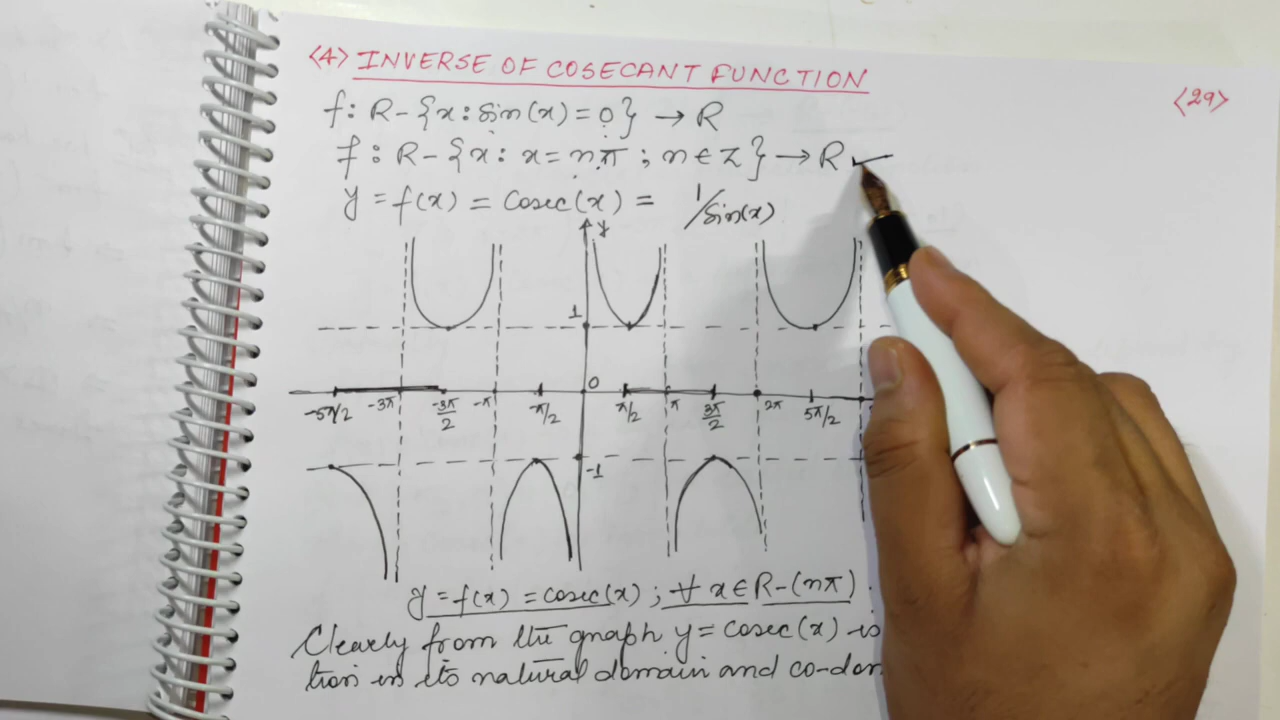 <4> INVERSE OF COSECANT FUNCTION
<29>
f: R-{x: Sin(x)=0} → R
f: R-{x: x=nπ ; n∈Z} → R
y = f(x) = Cosec(x) = 1/Sin(x)
y
1
0
-5π/2 -3π -3π/2 -π -π/2 π/2 π 3π/2 2π 5π/2
-1
y = f(x) = cosec(x) ; ∀ x ∈ R-(nπ)
Clearly from the graph y = cosec(x) is
tion in its natural domain and co-dom